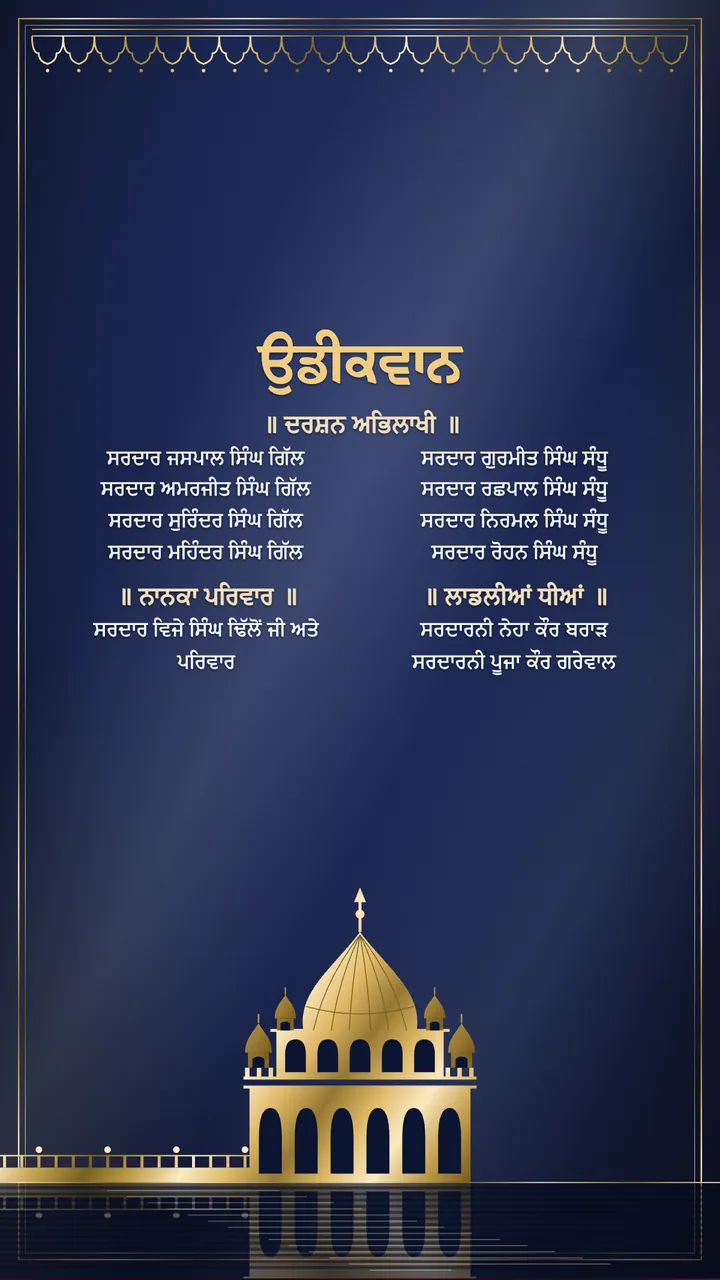 ਉਡੀਕਵਾਨ
॥ ਦਰਸ਼ਨ ਅਭਿਲਾਖੀ ॥
ਸਰਦਾਰ ਜਸਪਾਲ ਸਿੰਘ ਗਿੱਲ
ਸਰਦਾਰ ਅਮਰਜੀਤ ਸਿੰਘ ਗਿੱਲ
ਸਰਦਾਰ ਸੁਰਿੰਦਰ ਸਿੰਘ ਗਿੱਲ
ਸਰਦਾਰ ਮਹਿੰਦਰ ਸਿੰਘ ਗਿੱਲ
ਸਰਦਾਰ ਗੁਰਮੀਤ ਸਿੰਘ ਸੰਧੂ
ਸਰਦਾਰ ਰਛਪਾਲ ਸਿੰਘ ਸੰਧੂ
ਸਰਦਾਰ ਨਿਰਮਲ ਸਿੰਘ ਸੰਧੂ
ਸਰਦਾਰ ਰੋਹਨ ਸਿੰਘ ਸੰਧੂ
॥ ਨਾਨਕਾ ਪਰਿਵਾਰ ॥
ਸਰਦਾਰ ਵਿਜੇ ਸਿੰਘ ਢਿੱਲੋਂ ਜੀ ਅਤੇ
ਪਰਿਵਾਰ
॥ ਲਾਡਲੀਆਂ ਧੀਆਂ ॥
ਸਰਦਾਰਨੀ ਨੇਹਾ ਕੌਰ ਬਰਾੜ
ਸਰਦਾਰਨੀ ਪੂਜਾ ਕੌਰ ਗਰੇਵਾਲ